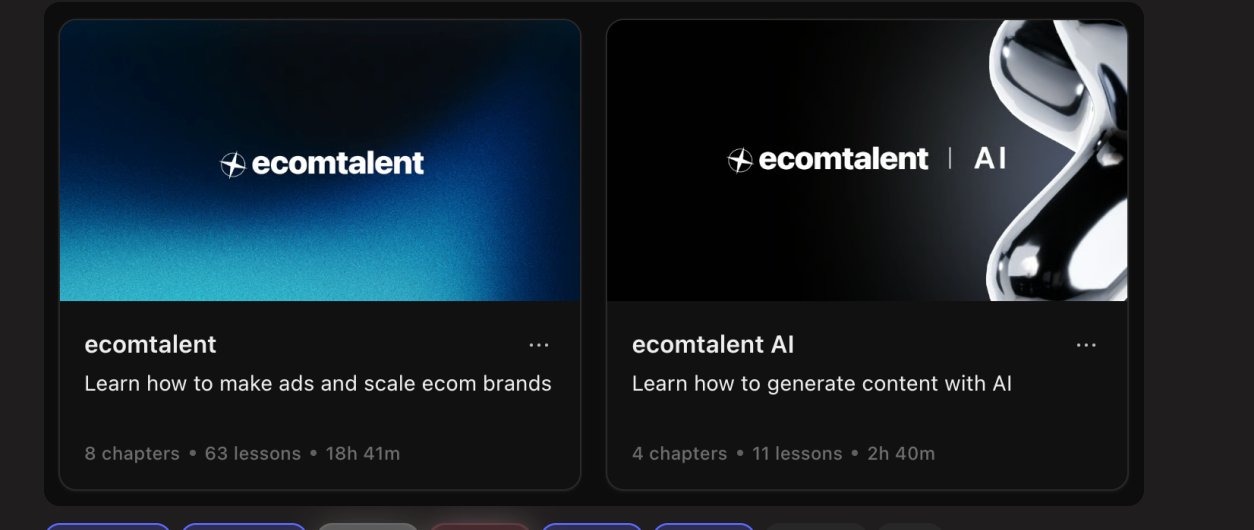 ecomtalent
ecomtalent | AI
ecomtalent
...
Learn how to make ads and scale ecom brands
8 chapters • 63 lessons • 18h 41m
ecomtalent AI
...
Learn how to generate content with AI
4 chapters • 11 lessons • 2h 40m